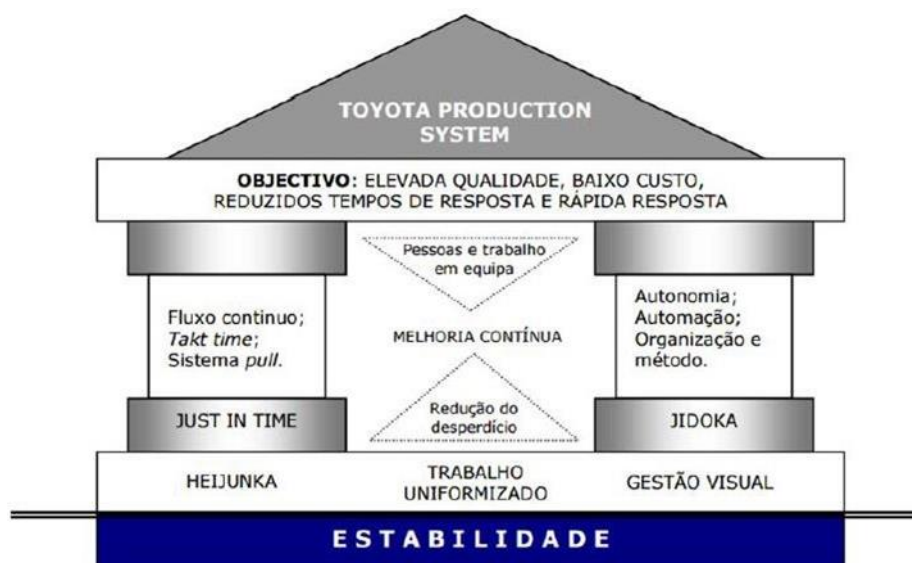 TOYOTA PRODUCTION
SYSTEM
OBJECTIVO: ELEVADA QUALIDADE, BAIXO CUSTO,
REDUZIDOS TEMPOS DE RESPOSTA E RÁPIDA RESPOSTA
Fluxo continuo;
Takt time;
Sistema pull.
JUST IN TIME
Pessoas e trabalho
em equipa
MELHORIA CONTÍNUA
Redução do
desperdício
Autonomia;
Automação;
Organização e
método.
JIDOKA
HEIJUNKA
TRABALHO
UNIFORMIZADO
GESTÃO VISUAL
ESTABILIDADE